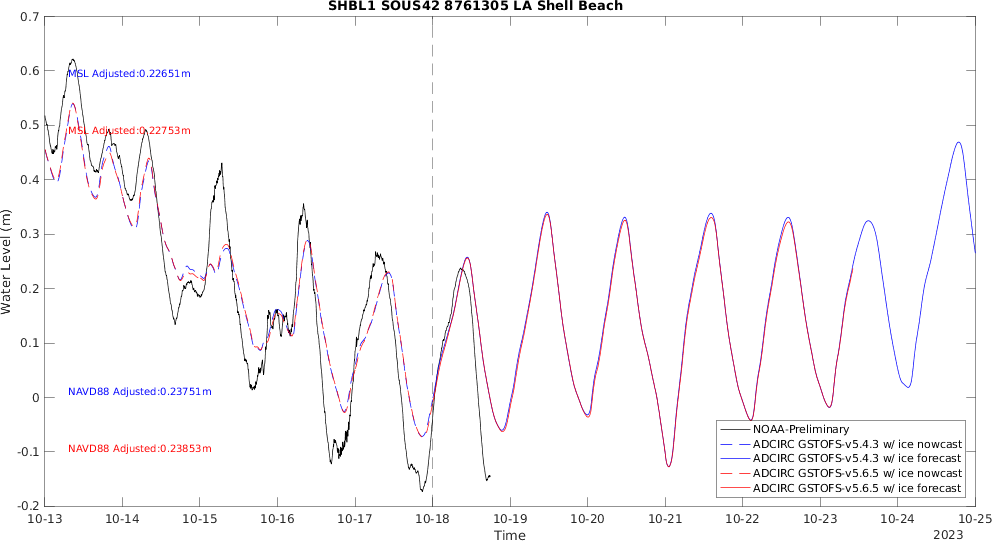 SHBL1 SOUS42 8761305 LA Shell Beach
0.7
0.6
0.5
0.4
0.3
0.2
0.1
0
-0.1
-0.2
Water Level (m)
MSL Adjusted:0.22651m
MSL Adjusted:0.22753m
NAVD88 Adjusted:0.23751m
NAVD88 Adjusted:0.23853m
NOAA-Preliminary
ADCIRC GSTOFS-v5.4.3 w/ ice nowcast
ADCIRC GSTOFS-v5.4.3 w/ ice forecast
ADCIRC GSTOFS-v5.6.5 w/ ice nowcast
ADCIRC GSTOFS-v5.6.5 w/ ice forecast
10-13 10-14 10-15 10-16 10-17 10-18 10-19 10-20 10-21 10-22 10-23 10-24 10-25
Time
2023